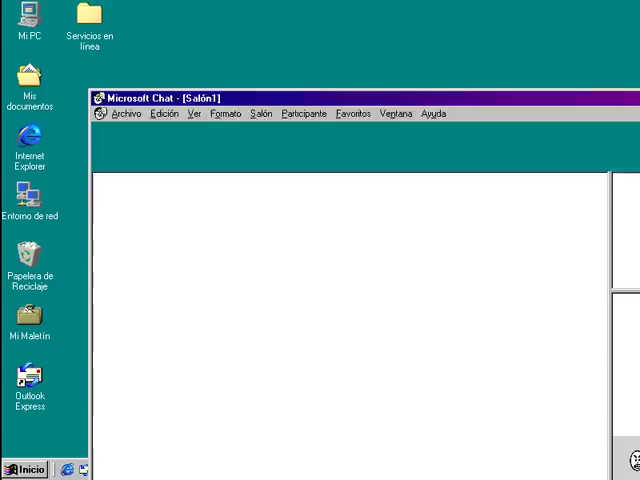 Mi PC
Servicios en
línea
Mis
documentos
Microsoft Chat - [Salón1]
Archivo Edición Ver Formato Salón Participante Favoritos Ventana Ayuda
Internet
Explorer
Entorno de red
Papelera de
Reciclaje
Mi Maletín
Outlook
Express
Inicio